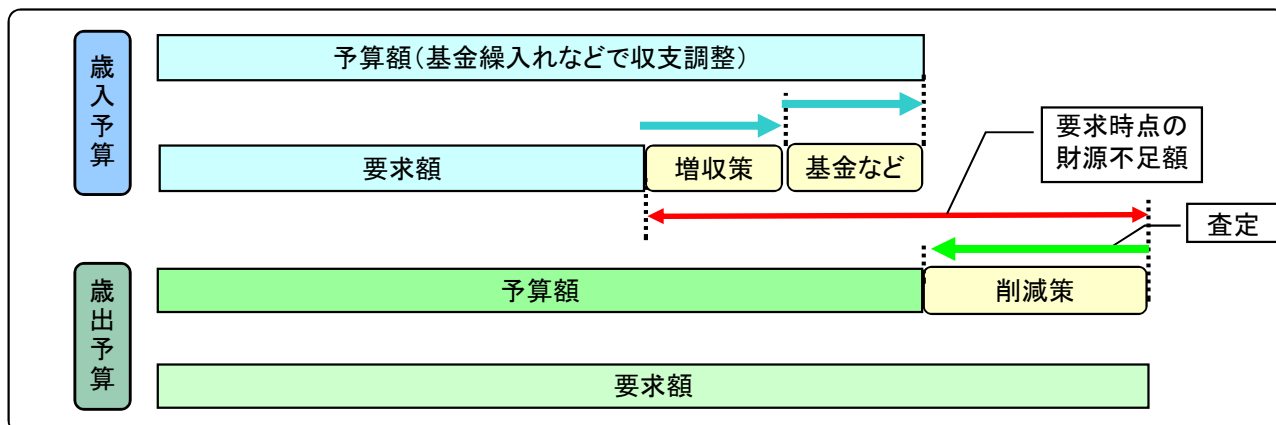 歳入予算
予算額(基金繰入れなどで収支調整)
要求額
増収策
基金など
要求時点の
財源不足額
査定
歳出予算
予算額
削減策
要求額